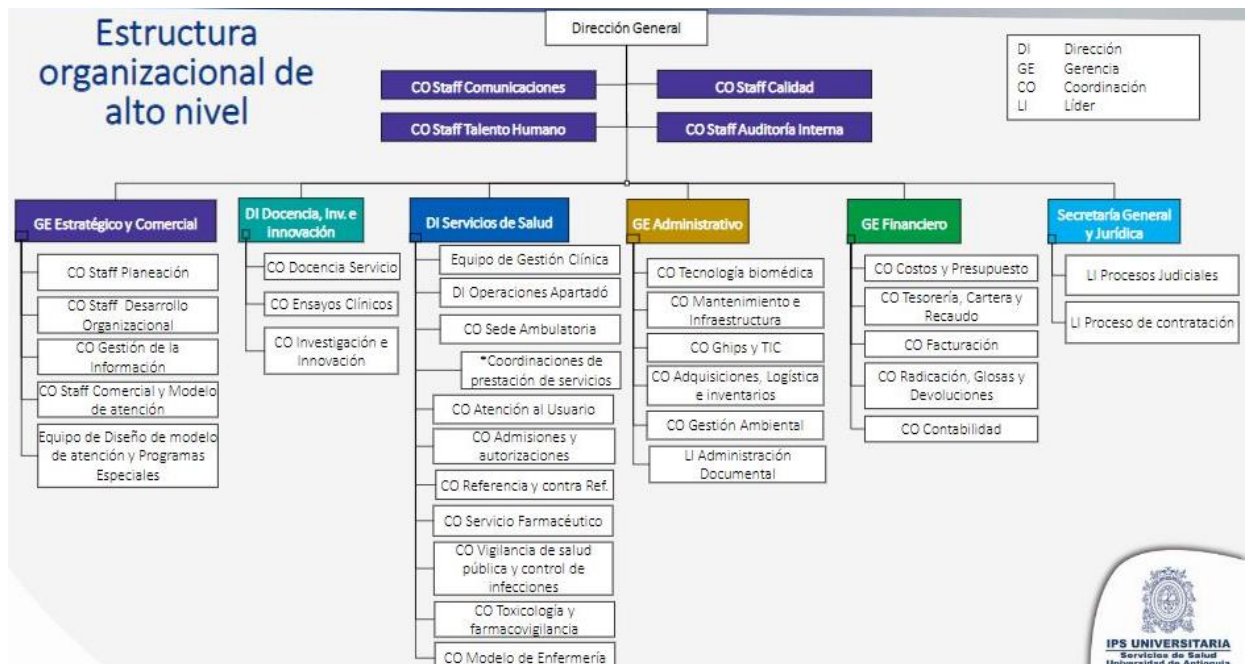 Estructura
organizacional de
alto nivel
Dirección General
DI Dirección
GE Gerencia
CO Coordinación
LI Líder
CO Staff Comunicaciones
CO Staff Calidad
CO Staff Talento Humano
CO Staff Auditoría Interna
GE Estratégico y Comercial
CO Staff Planeación
CO Staff Desarrollo
Organizacional
CO Gestión de la
Información
CO Staff Comercial y Modelo
de atención
Equipo de Diseño de modelo
de atención y Programas
Especiales
DI Docencia, Inv. e
Innovación
CO Docencia Servicio
CO Ensayos Clínicos
CO Investigación e
Innovación
DI Servicios de Salud
Equipo de Gestión Clínica
DI Operaciones Apartadó
CO Sede Ambulatoria
*Coordinaciones de
prestación de servicios
CO Atención al Usuario
CO Admisiones y
autorizaciones
CO Referencia y contra Ref.
CO Servicio Farmacéutico
CO Vigilancia de salud
pública y control de
infecciones
CO Toxicología y
farmacovigilancia
CO Modelo de Enfermería
GE Administrativo
CO Tecnología biomédica
CO Mantenimiento e
Infraestructura
CO Ghips y TIC
CO Adquisiciones, Logística
e inventarios
CO Gestión Ambiental
LI Administración
Documental
GE Financiero
CO Costos y Presupuesto
CO Tesorería, Cartera y
Recaudo
CO Facturación
CO Radicación, Glosas y
Devoluciones
CO Contabilidad
Secretaría General
y Jurídica
LI Procesos Judiciales
LI Proceso de contratación
IPS UNIVERSITARIA
Servicios de Salud
Universidad de Antioquia